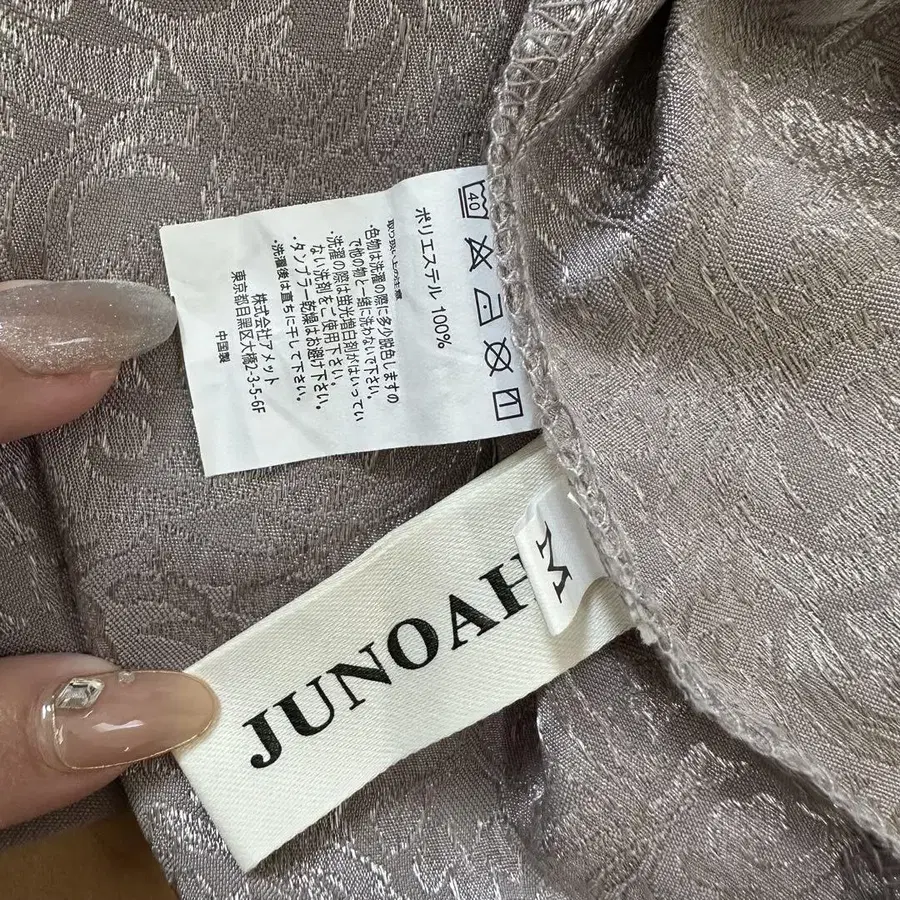 40
ポリエステル 100%
取り扱い上の注意
・色物は洗濯の際に多少脱色しますの
で他の物と一緒に洗わないで下さい。
・洗濯の際は蛍光増白剤がはいってい
ない洗剤をご使用下さい。
・タンブラー乾燥はお避け下さい。
・洗濯後は直ちに干して下さい。
株式会社アメット
東京都目黒区大橋2-3-5-6F
中国製
JUNOAH
M